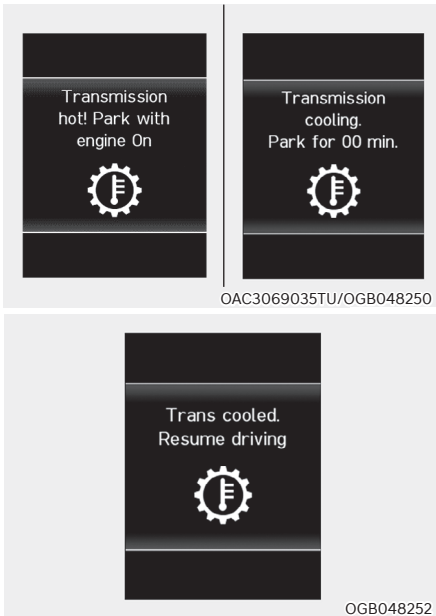 Transmission
hot! Park with
engine On
Transmission
cooling.
Park for 00 min.
OAC3069035TU/OGB048250
Trans cooled.
Resume driving
OGB048252